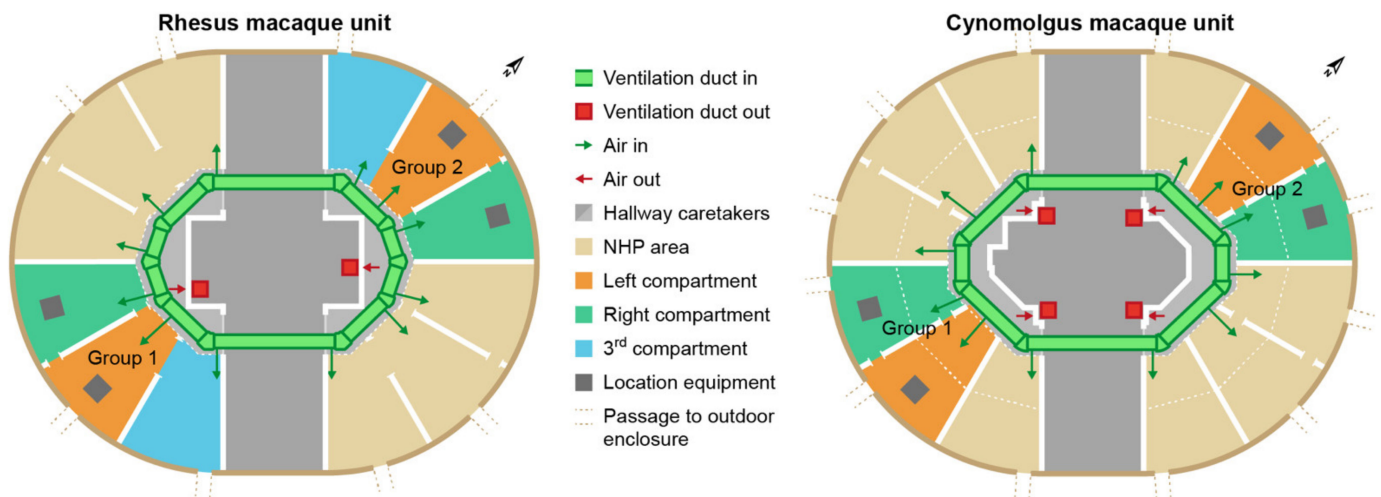 Rhesus macaque unit
Cynomolgus macaque unit
N
Group 2
Group 1
Ventilation duct in
Ventilation duct out
Air in
Air out
Hallway caretakers
NHP area
Left compartment
Right compartment
3rd compartment
Location equipment
Passage to outdoor
enclosure
N
Group 2
Group 1